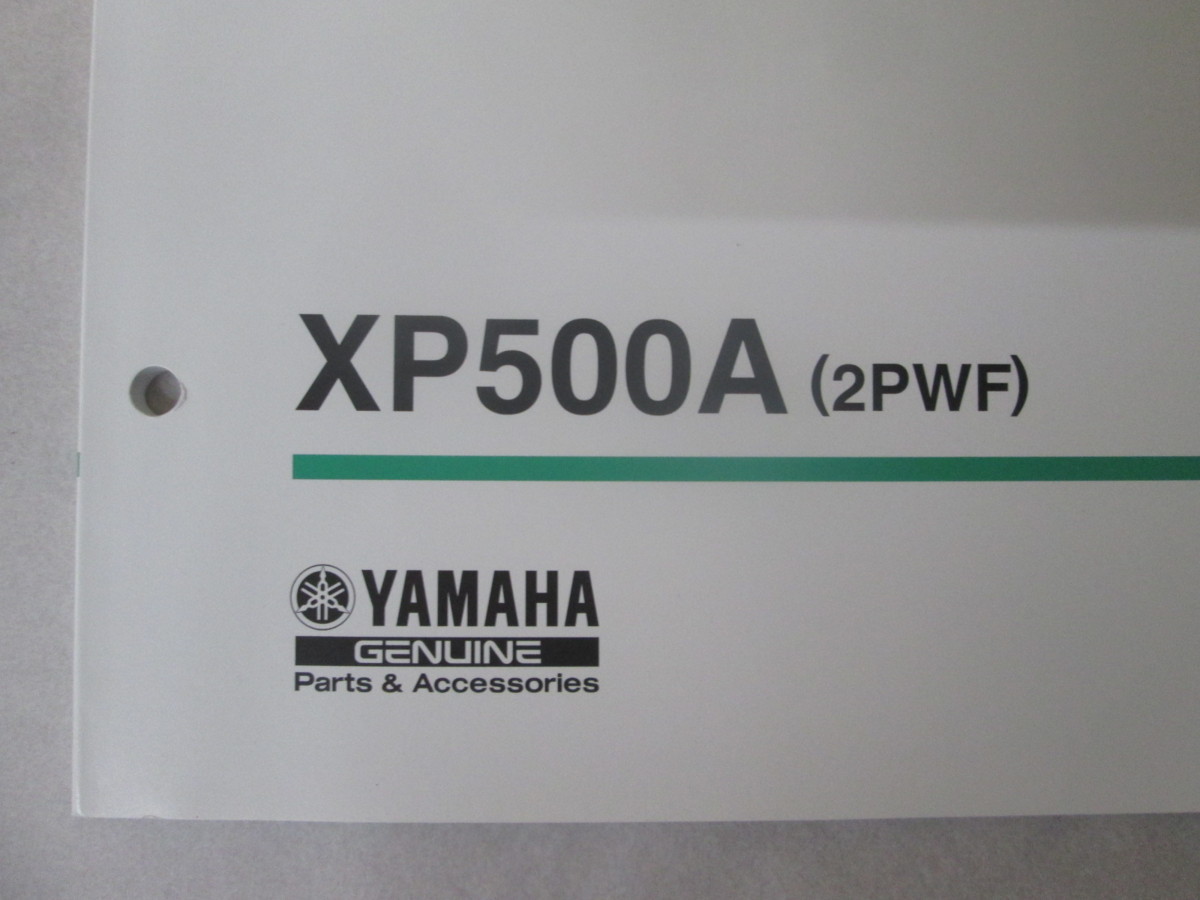 XP500A (2PWF)
YAMAHA
GENUINE
Parts & Accessories